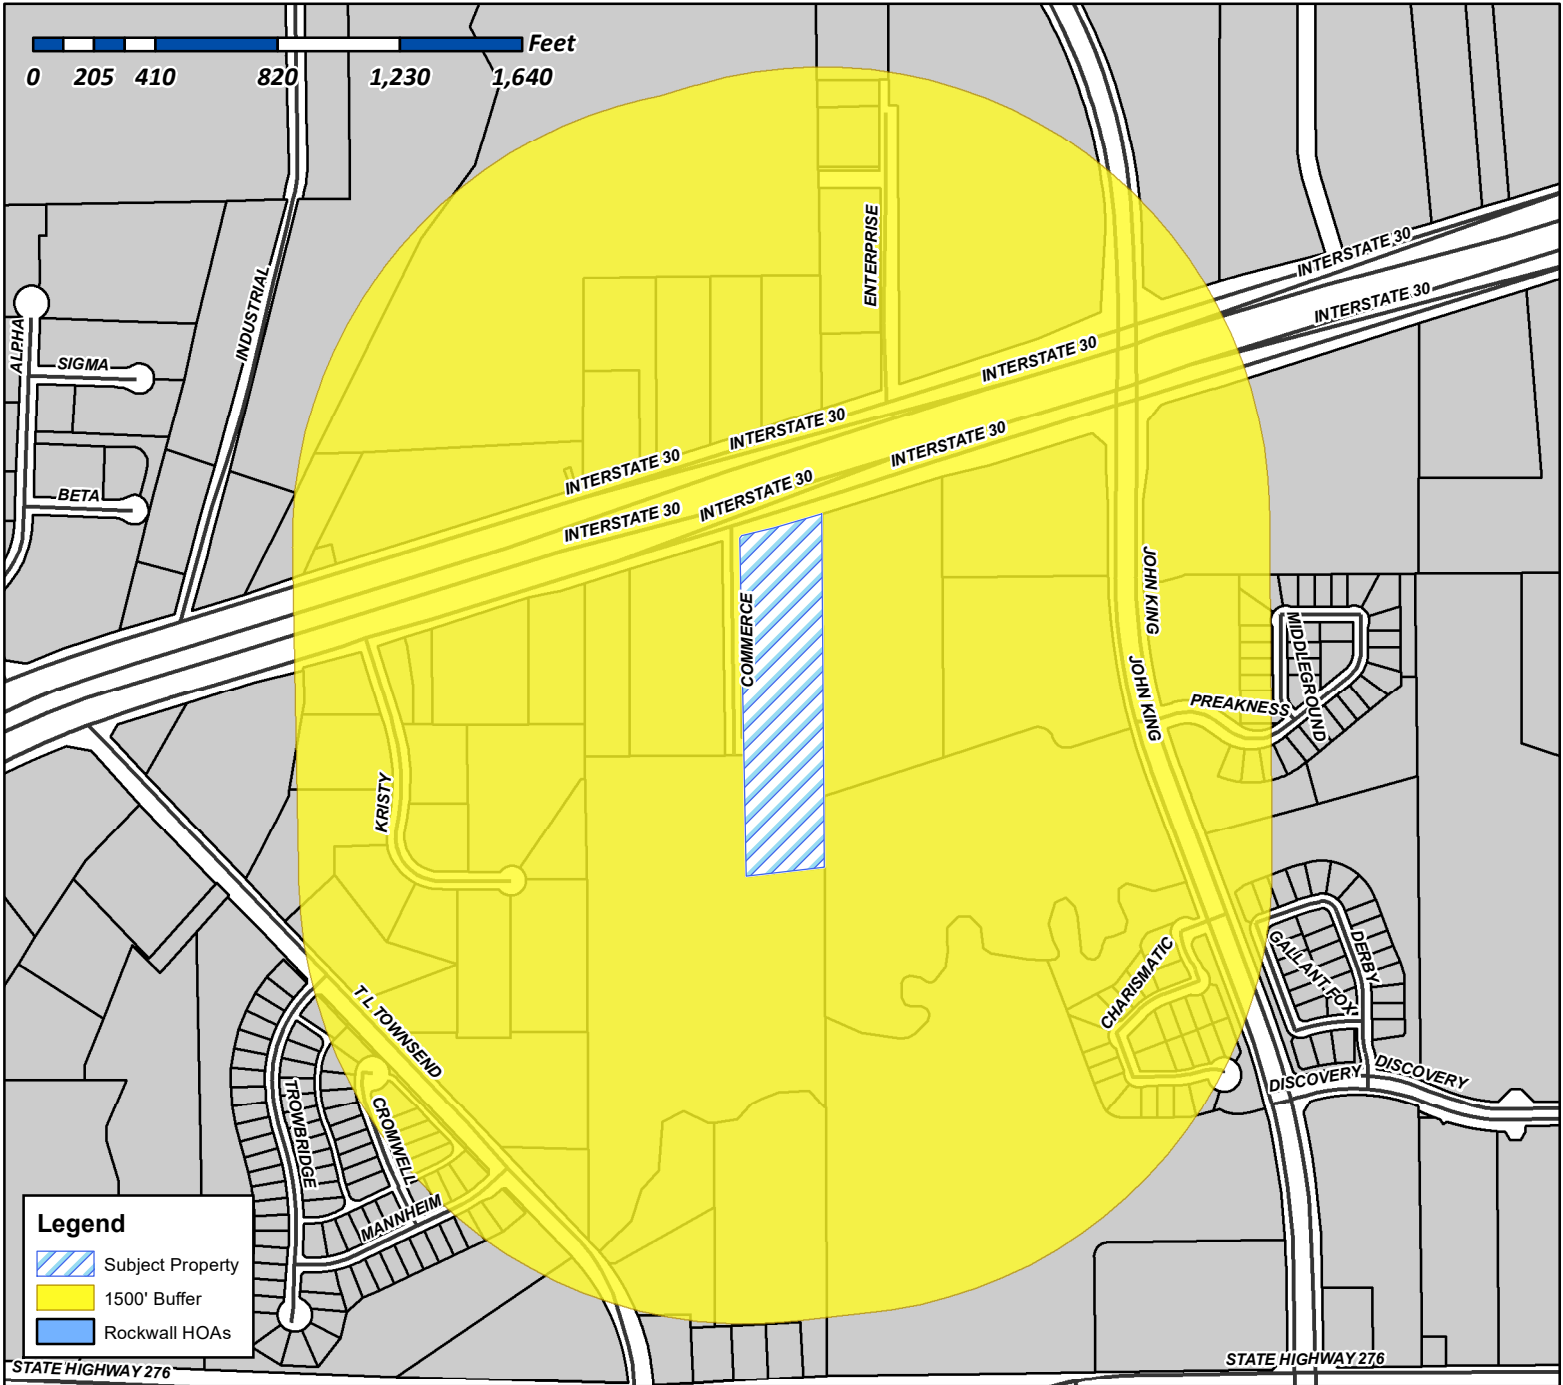 Feet
0 205 410 820 1,230 1,640
ENTERPRISE
INTERSTATE 30
INTERSTATE 30
INDUSTRIAL
ALPHA
SIGMA
INTERSTATE 30
INTERSTATE 30
INTERSTATE 30
INTERSTATE 30
INTERSTATE 30
INTERSTATE 30
BETA
JOHN KING
COMMERCE
MIDDLEGROUND
JOHN KING
PREAKNESS
KRISTY
CHARISMATIC
GALLANT FOX
DERBY
T L TOWNSEND
DISCOVERY
DISCOVERY
TROWBRIDGE
CROMWELL
MANNHEIM
Legend
Subject Property
1500' Buffer
Rockwall HOAs
STATE HIGHWAY 276
STATE HIGHWAY 276